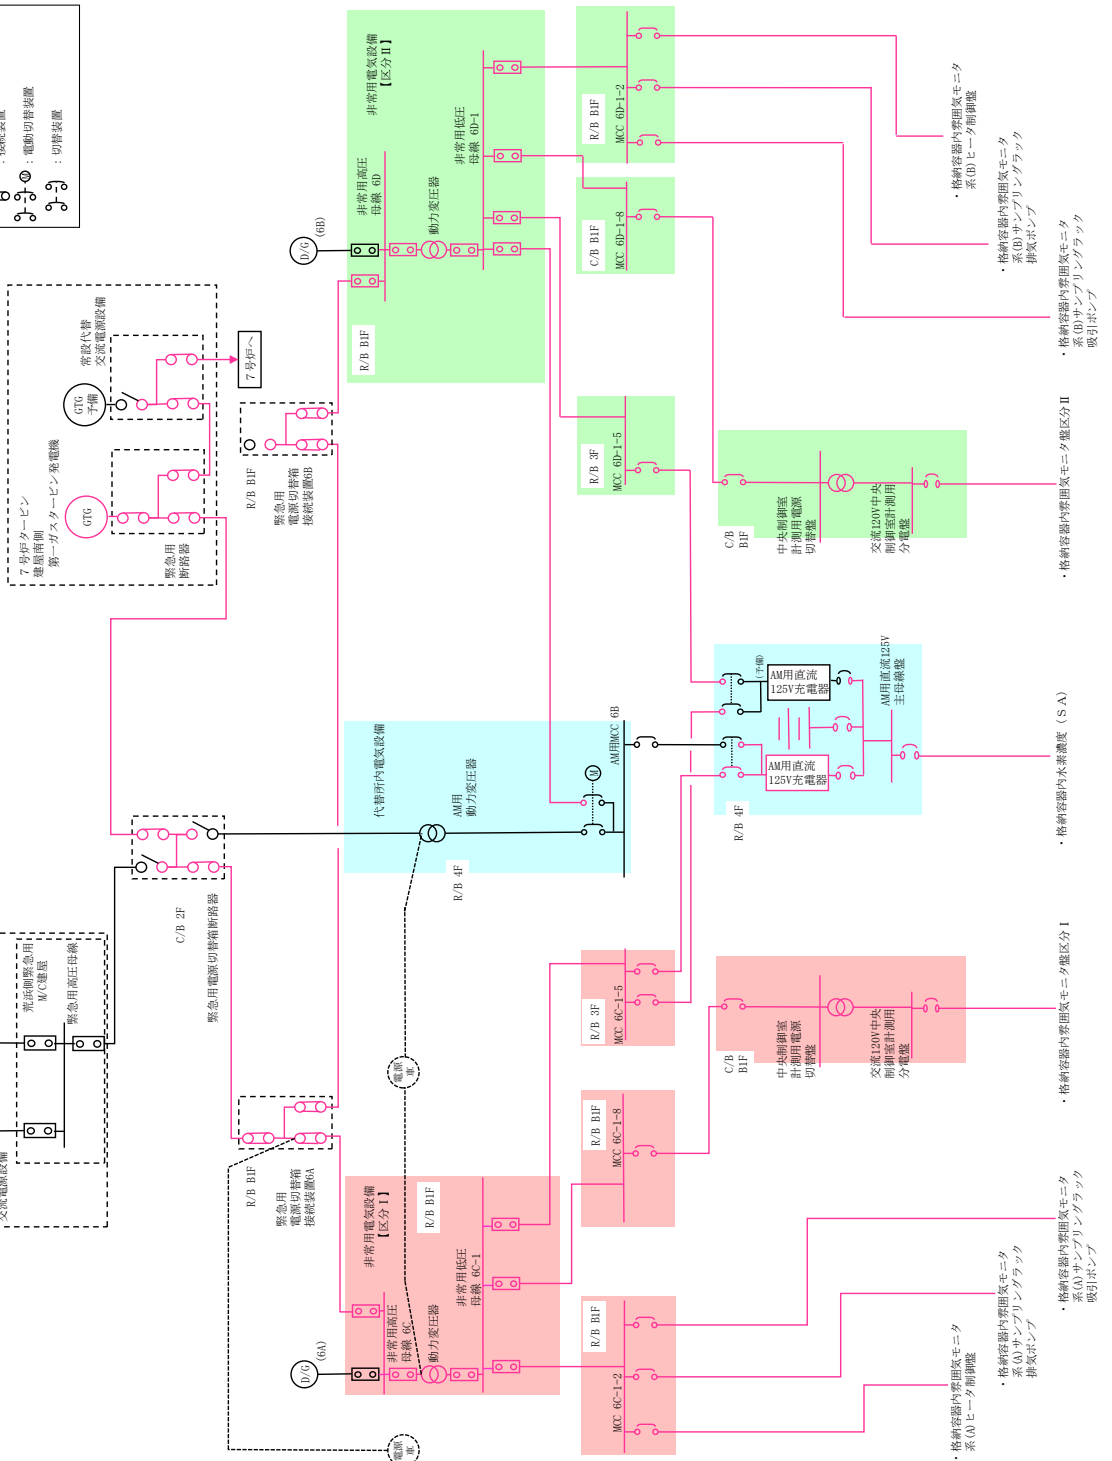 ：接続装置
：電動切替装置
：切替装置
M
7号炉タービン
建屋南側
第一ガスタービン発電機
GTG
緊急用
断路器
常設代替
交流電源設備
GTG
予備
7号炉へ
R/B B1F
緊急用
電源切替箱
接続装置6B
D/G
(6B)
非常用電気設備
【区分Ⅱ】
非常用高圧
母線 6D
動力変圧器
非常用低圧
母線 6D-1
R/B B1F
R/B B1F
MCC 6D-1-2
C/B B1F
MCC 6D-1-8
R/B 3F
MCC 6D-1-5
・格納容器内雰囲気モニタ
系(B)ヒータ制御盤
・格納容器内雰囲気モニタ
系(B)サンプリングラック
排気ポンプ
・格納容器内雰囲気モニタ
系(B)サンプリングラック
吸引ポンプ
C/B
B1F
中央制御室
計測用電源
切替盤
交流120V中央
制御室計測用
分電盤
・格納容器内雰囲気モニタ盤区分Ⅱ
交流電源設備
荒浜側緊急用
M/C建屋
緊急用高圧母線
C/B 2F
緊急用電源切替箱断路器
代替所内電気設備
AM用
動力変圧器
R/B 4F
M
AM用MCC 6B
R/B 4F
(予備)
AM用直流
125V充電器
AM用直流
125V充電器
AM用直流125V
主母線盤
・格納容器内水素濃度（ＳＡ）
電源
車
R/B B1F
緊急用
電源切替箱
接続装置6A
電源
車
D/G
(6A)
非常用電気設備
【区分Ⅰ】
R/B B1F
非常用高圧
母線 6C
動力変圧器
非常用低圧
母線 6C-1
R/B 3F
MCC 6C-1-5
R/B B1F
MCC 6C-1-8
R/B B1F
MCC 6C-1-2
C/B
B1F
中央制御室
計測用電源
切替盤
交流120V中央
制御室計測用
分電盤
・格納容器内雰囲気モニタ盤区分Ⅰ
・格納容器内雰囲気モニタ
系(A)サンプリングラック
吸引ポンプ
・格納容器内雰囲気モニタ
系(A)サンプリングラック
排気ポンプ
・格納容器内雰囲気モニタ
系(A)ヒータ制御盤